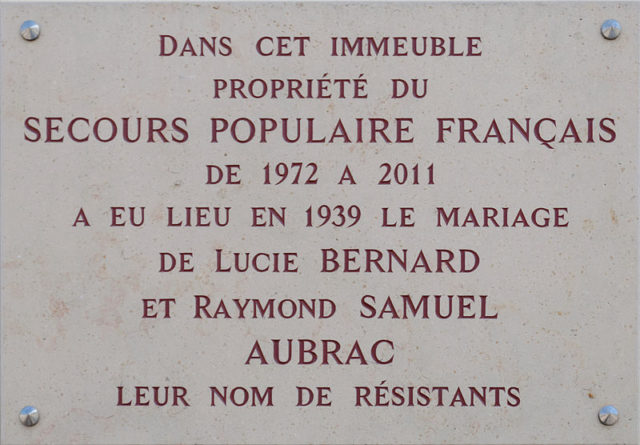 Dans cet immeuble
propriété du
SECOURS POPULAIRE FRANÇAIS
de 1972 a 2011
a eu lieu en 1939 le mariage
de Lucie BERNARD
et Raymond SAMUEL
AUBRAC
leur nom de résistants